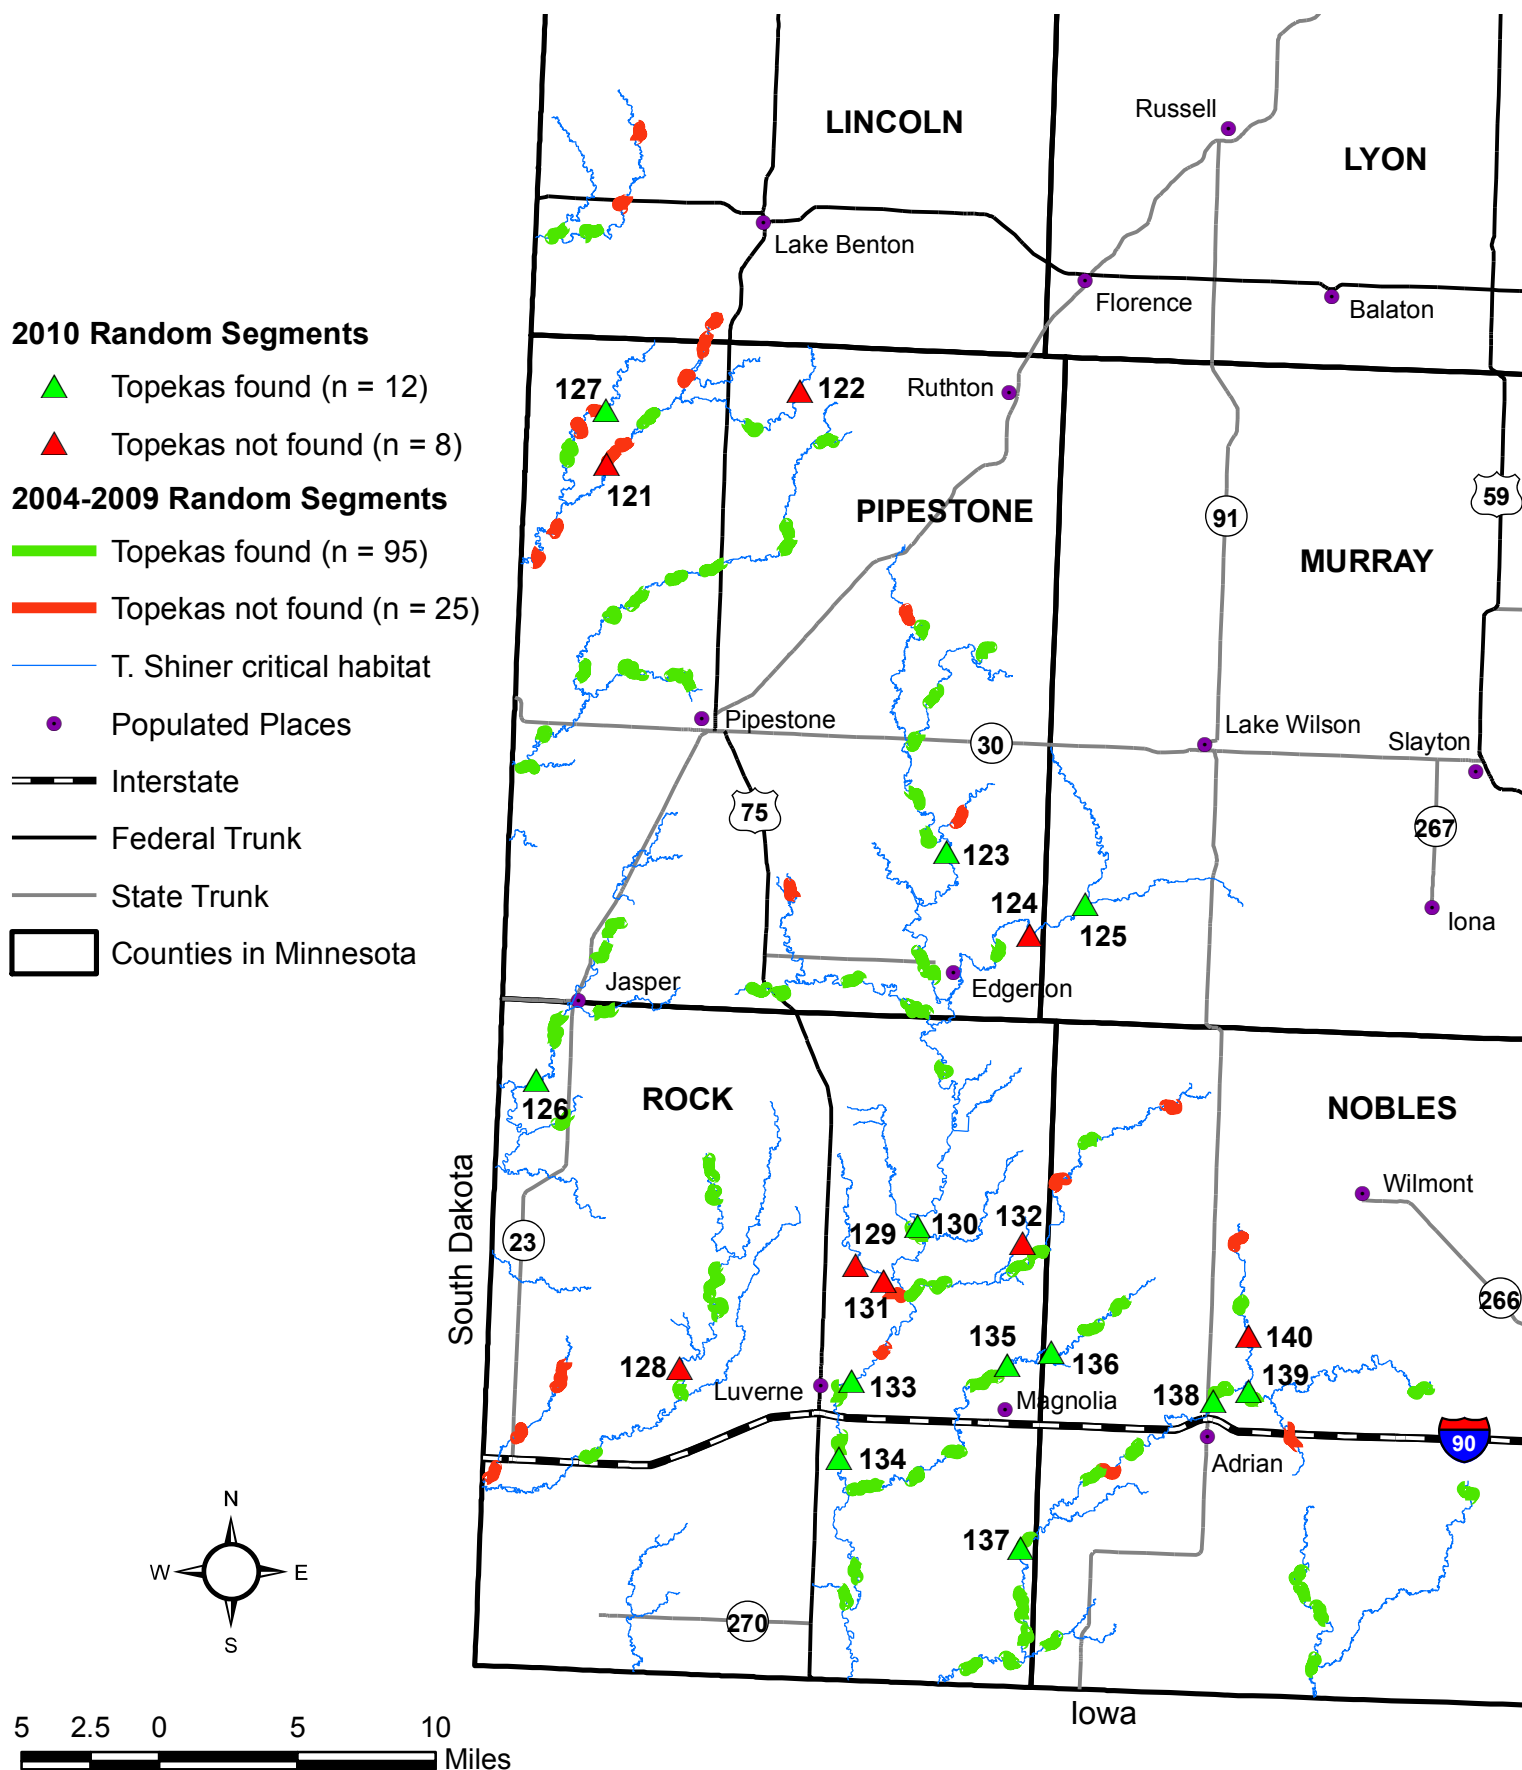 2010 Random Segments
Topekas found (n = 12)
Topekas not found (n = 8)
2004-2009 Random Segments
Topekas found (n = 95)
Topekas not found (n = 25)
T. Shiner critical habitat
Populated Places
Interstate
Federal Trunk
State Trunk
Counties in Minnesota
LINCOLN
Russell
LYON
Lake Benton
Florence
Balaton
127
122
Ruthton
121
PIPESTONE
59
91
MURRAY
Pipestone
30
Lake Wilson
Slayton
75
267
123
124
125
Iona
Jasper
Edgerton
126
ROCK
NOBLES
South Dakota
Wilmont
23
129
130
132
131
266
128
135
136
140
139
Luverne
133
Magnolia
138
90
134
Adrian
137
270
Iowa
N
W
E
S
5 2.5 0 5 10
Miles